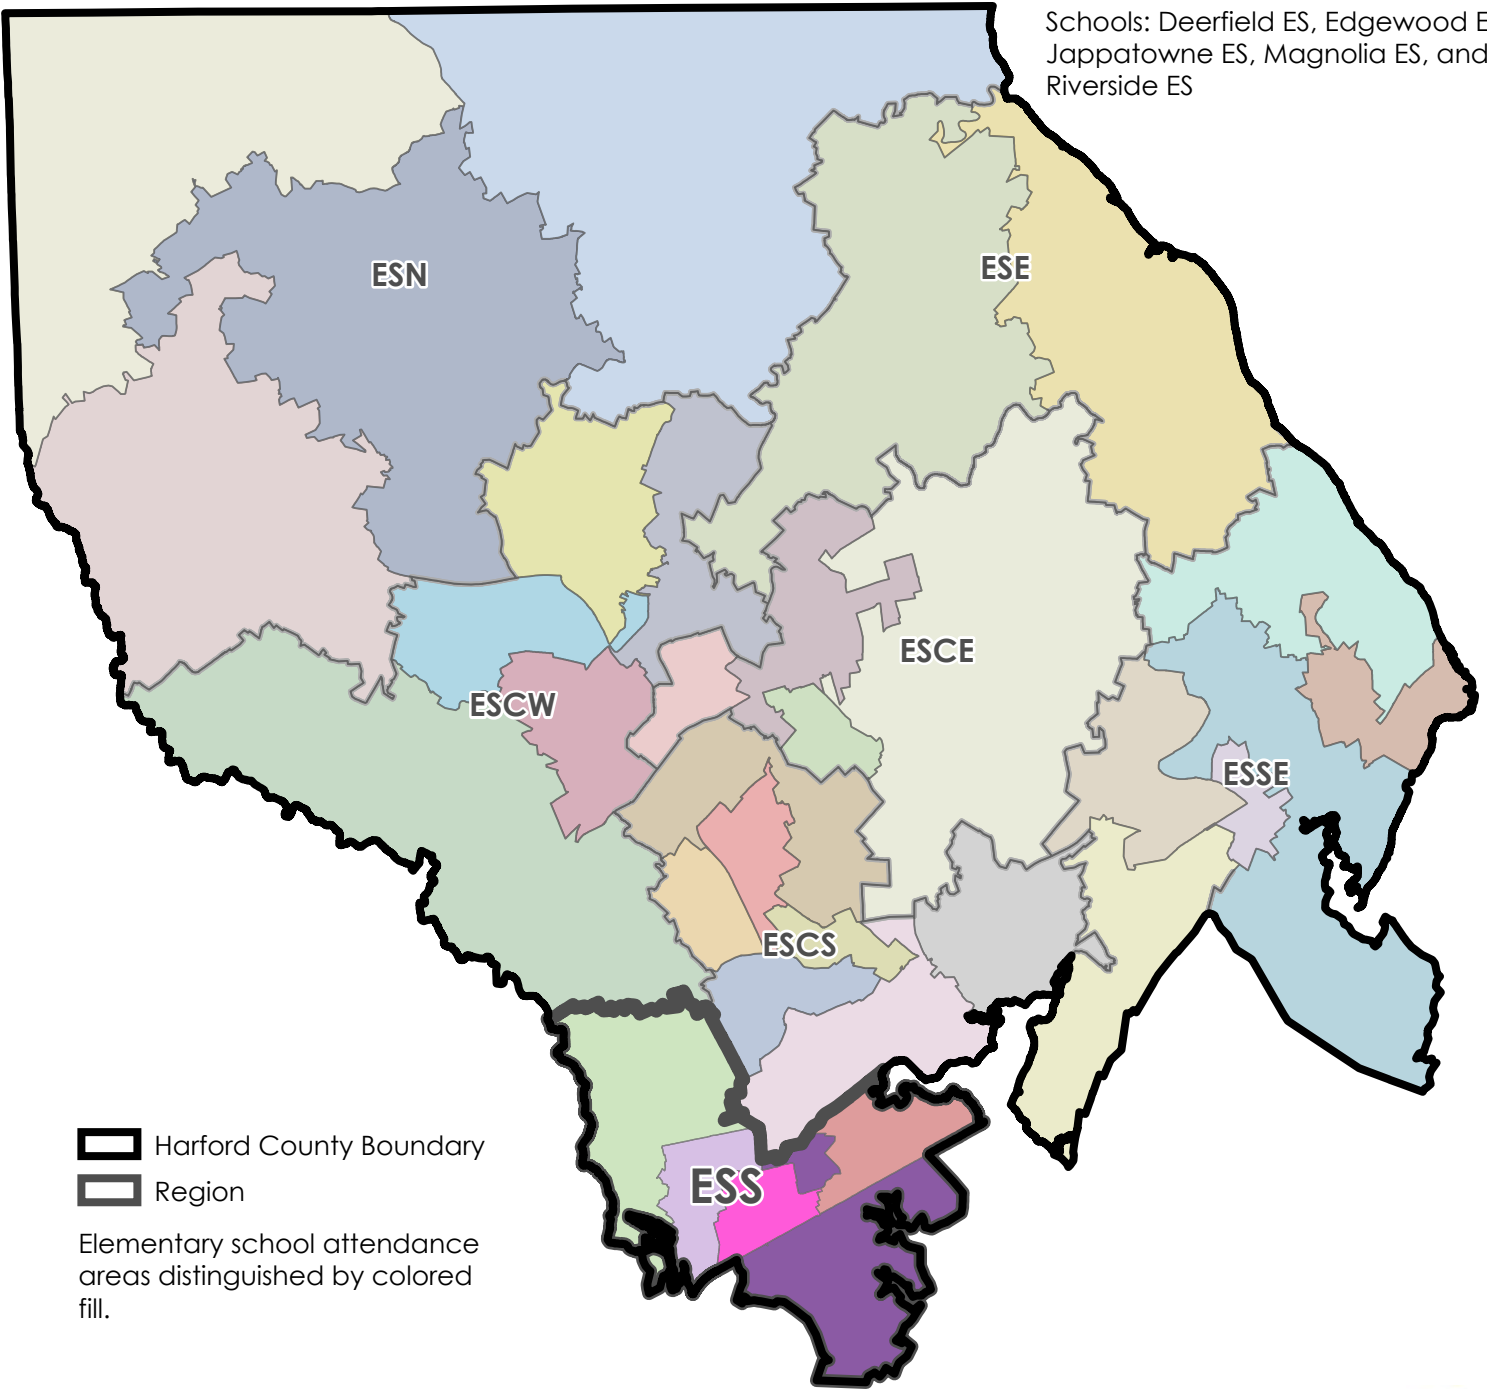 Schools: Deerfield ES, Edgewood E
Jappatowne ES, Magnolia ES, and
Riverside ES
ESN
ESE
ESCE
ESCW
ESSE
ESCS
ESS
Harford County Boundary
Region
Elementary school attendance
areas distinguished by colored
fill.